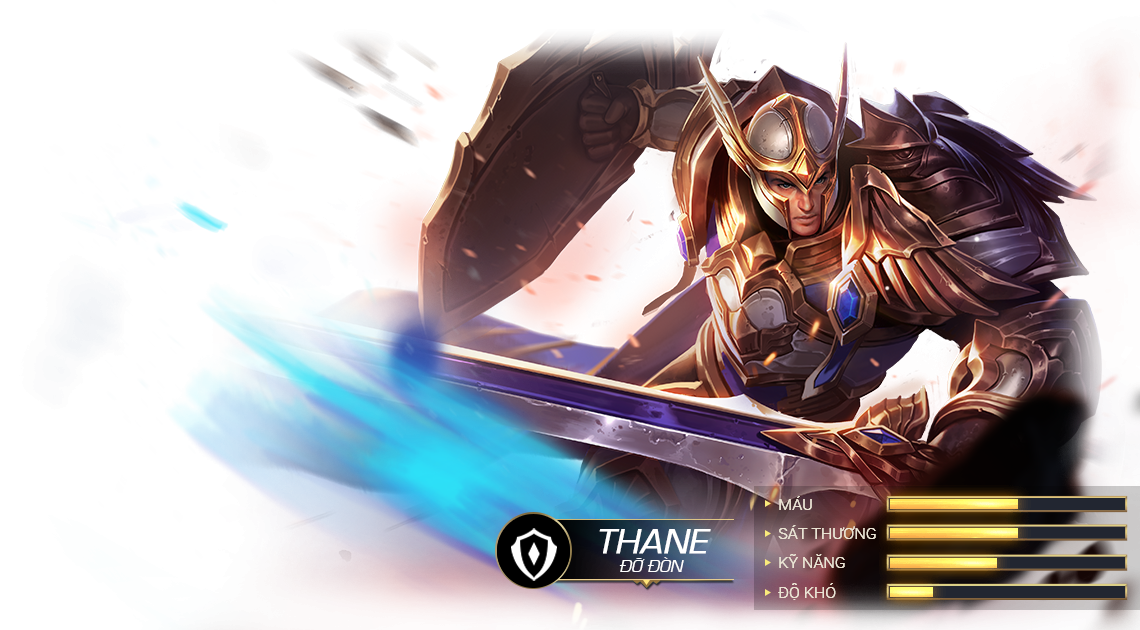 THANE
ĐỠ ĐÒN
MÁU
SÁT THƯƠNG
KỸ NĂNG
ĐỘ KHÓ